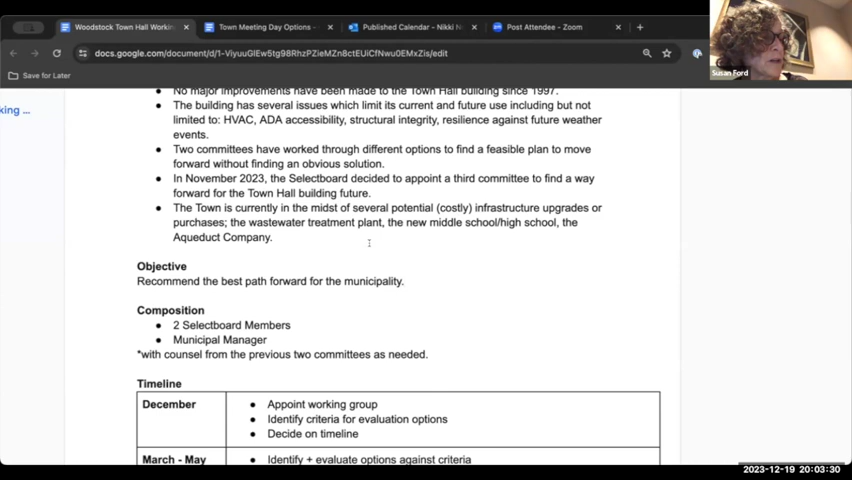 Woodstock Town Hall Workin
Town Meeting Day Options -
Published Calendar - Nikki N
Post Attendee - Zoom
docs.google.com/document/d/1-ViyuuGlEw5tg98RhzPZieMZn8ctEUiCfNwu0EMxZis/edit
Save for Later
Susan Ford
king ...
No major improvements have been made to the Town Hall building since 1997.
The building has several issues which limit its current and future use including but not
limited to: HVAC, ADA accessibility, structural integrity, resilience against future weather
events.
Two committees have worked through different options to find a feasible plan to move
forward without finding an obvious solution.
In November 2023, the Selectboard decided to appoint a third committee to find a way
forward for the Town Hall building future.
The Town is currently in the midst of several potential (costly) infrastructure upgrades or
purchases; the wastewater treatment plant, the new middle school/high school, the
Aqueduct Company.
Objective
Recommend the best path forward for the municipality.
Composition
2 Selectboard Members
Municipal Manager
*with counsel from the previous two committees as needed.
Timeline
December
Appoint working group
Identify criteria for evaluation options
Decide on timeline
March - May
Identify + evaluate options against criteria
2023-12-19 20:03:30